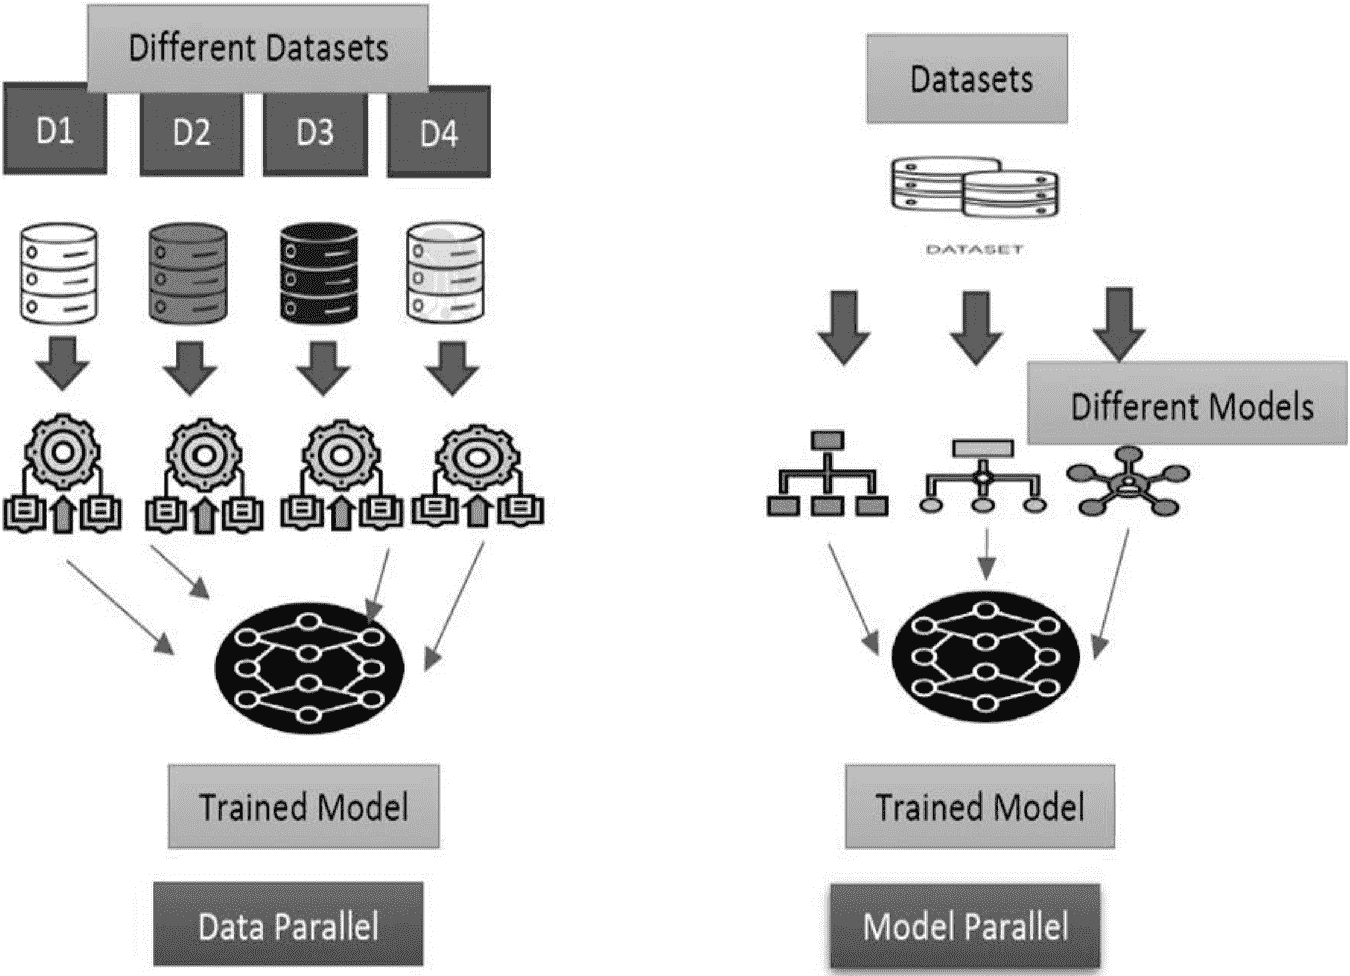 Different Datasets
D1
D2
D3
D4
Trained Model
Data Parallel
Datasets
DATASET
Different Models
Trained Model
Model Parallel